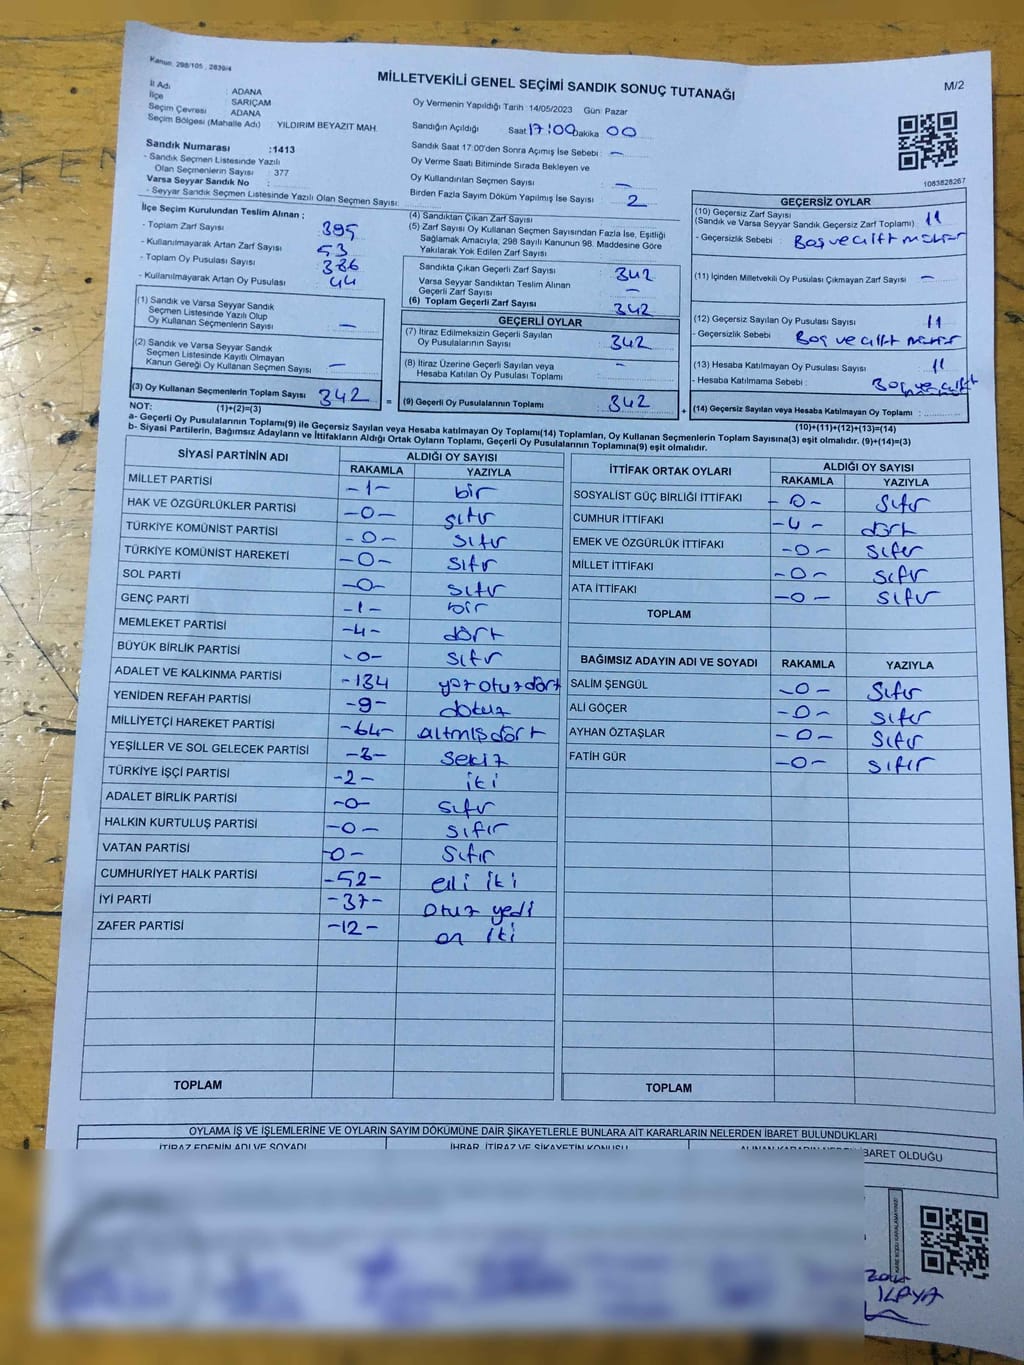 Kanun 298/105 , 2839/4
MİLLETVEKİLİ GENEL SEÇİMİ SANDIK SONUÇ TUTANAĞI
M/2
İl Adı : ADANA
İlçe : SARIÇAM
Seçim Çevresi : ADANA
Seçim Bölgesi (Mahalle Adı) : YILDIRIM BEYAZIT MAH.
Sandık Numarası :1413
- Sandık Seçmen Listesinde Yazılı
Olan Seçmenlerin Sayısı : 377
Varsa Seyyar Sandık No :
- Seyyar Sandık Seçmen Listesinde Yazılı Olan Seçmen Sayısı:
Oy Vermenin Yapıldığı Tarih :14/05/2023 Gün: Pazar
Sandığın Açıldığı Saat 17:00 Dakika 00
Sandık Saat 17:00'den Sonra Açımış İse Sebebi : -
Oy Verme Saati Bitiminde Sırada Bekleyen ve
Oy Kullandırılan Seçmen Sayısı : -
Birden Fazla Sayım Döküm Yapılmış İse Sayısı : 2
1083828267
İlçe Seçim Kurulundan Teslim Alınan ;
- Toplam Zarf Sayısı : 395
- Kullanılmayarak Artan Zarf Sayısı : 53
- Toplam Oy Pusulası Sayısı : 386
- Kullanılmayarak Artan Oy Pusulası : 44
(1) Sandık ve Varsa Seyyar Sandık
Seçmen Listesinde Yazılı Olup
Oy Kullanan Seçmenlerin Sayısı : -
(2) Sandık ve Varsa Seyyar Sandık
Seçmen Listesinde Kayıtlı Olmayan
Kanun Gereği Oy Kullanan Seçmen Sayısı : -
(3) Oy Kullanan Seçmenlerin Toplam Sayısı : 342
(1)+(2)=(3)
(4) Sandıktan Çıkan Zarf Sayısı
(5) Zarf Sayısı Oy Kullanan Seçmen Sayısından Fazla İse, Eşitliği
Sağlamak Amacıyla, 298 Sayılı Kanunun 98. Maddesine Göre
Yakılarak Yok Edilen Zarf Sayısı
Sandıkta Çıkan Geçerli Zarf Sayısı : 342
Varsa Seyyar Sandıktan Teslim Alınan
Geçerli Zarf Sayısı : -
(6) Toplam Geçerli Zarf Sayısı : 342
GEÇERLİ OYLAR
(7) İtiraz Edilmeksizin Geçerli Sayılan
Oy Pusulalarının Sayısı : 342
(8) İtiraz Üzerine Geçerli Sayılan veya
Hesaba Katılan Oy Pusulası Toplamı : -
= (9) Geçerli Oy Pusulalarının Toplamı : 342
GEÇERSİZ OYLAR
(10) Geçersiz Zarf Sayısı
(Sandık ve Varsa Seyyar Sandık Geçersiz Zarf Toplamı) : 11
- Geçersizlik Sebebi : Boş ve çift mühür
(11) İçinden Milletvekili Oy Pusulası Çıkmayan Zarf Sayısı : -
(12) Geçersiz Sayılan Oy Pusulası Sayısı : 11
- Geçersizlik Sebebi : Boş ve çift mühür
(13) Hesaba Katılmayan Oy Pusulası Sayısı : 11
- Hesaba Katılmama Sebebi : Boş ve çift
+ (14) Geçersiz Sayılan veya Hesaba Katılmayan Oy Toplamı :
(10)+(11)+(12)+(13)=(14)
NOT:
a- Geçerli Oy Pusulaların Toplamı(9) ile Geçersiz Sayılan veya Hesaba Katılmayan Oy Toplamı(14) Toplamları, Oy Kullanan Seçmenlerin Toplam Sayısına(3) eşit olmalıdır. (9)+(14)=(3)
b- Siyasi Partilerin, Bağımsız Adayların ve İttifakların Aldığı Ortak Oyların Toplamı, Geçerli Oy Pusulalarının Toplamına(9) eşit olmalıdır.
SİYASİ PARTİNİN ADI ALDIĞI OY SAYISI
RAKAMLA YAZIYLA
MİLLET PARTİSİ -1- bir
HAK VE ÖZGÜRLÜKLER PARTİSİ -0- sıfır
TÜRKİYE KOMÜNİST PARTİSİ -0- sıfır
TÜRKİYE KOMÜNİST HAREKETİ -0- sıfır
SOL PARTİ -0- sıfır
GENÇ PARTİ -1- bir
MEMLEKET PARTİSİ -4- dört
BÜYÜK BİRLİK PARTİSİ -0- sıfır
ADALET VE KALKINMA PARTİSİ -134 yüz otuz dört
YENİDEN REFAH PARTİSİ -9- dokuz
MİLLİYETÇİ HAREKET PARTİSİ -64- altmış dört
YEŞİLLER VE SOL GELECEK PARTİSİ -8- sekiz
TÜRKİYE İŞÇİ PARTİSİ -2- iki
ADALET BİRLİK PARTİSİ -0- sıfır
HALKIN KURTULUŞ PARTİSİ -0- sıfır
VATAN PARTİSİ -0- sıfır
CUMHURİYET HALK PARTİSİ -52- elli iki
İYİ PARTİ -37- otuz yedi
ZAFER PARTİSİ -12- on iki
TOPLAM
İTTİFAK ORTAK OYLARI ALDIĞI OY SAYISI
RAKAMLA YAZIYLA
SOSYALİST GÜÇ BİRLİĞİ İTTİFAKI -0- sıfır
CUMHUR İTTİFAKI -4- dört
EMEK VE ÖZGÜRLÜK İTTİFAKI -0- sıfır
MİLLET İTTİFAKI -0- sıfır
ATA İTTİFAKI -0- sıfır
TOPLAM
BAĞIMSIZ ADAYIN ADI VE SOYADI RAKAMLA YAZIYLA
SALİM ŞENGÜL -0- sıfır
ALİ GÖÇER -0- sıfır
AYHAN ÖZTAŞLAR -0- sıfır
FATİH GÜR -0- sıfır
TOPLAM
OYLAMA İŞ VE İŞLEMLERİNE VE OYLARIN SAYIM DÖKÜMÜNE DAİR ŞİKAYETLERLE BUNLARA AİT KARARLARIN NELERDEN İBARET BULUNDUKLARI
İTİRAZ EDENİN ADI VE SOYADI İHBAR, İTİRAZ VE ŞİKAYETİN KONUSU ALINAN KARARIN NEDEN İBARET OLDUĞU